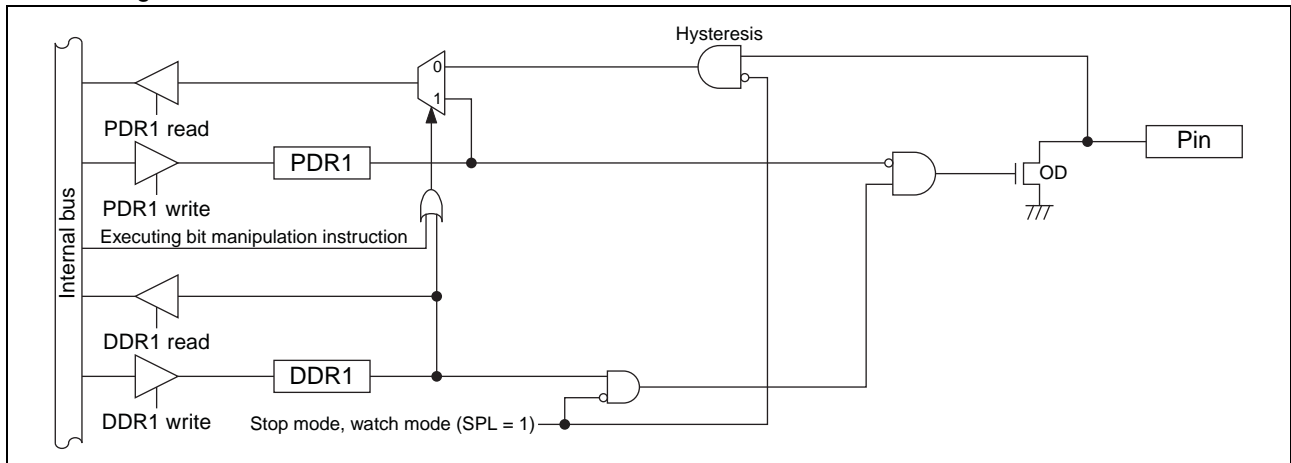 Hysteresis
0
1
PDR1 read
PDR1
Pin
OD
PDR1 write
Executing bit manipulation instruction
Internal bus
DDR1 read
DDR1
DDR1 write
Stop mode, watch mode (SPL = 1)